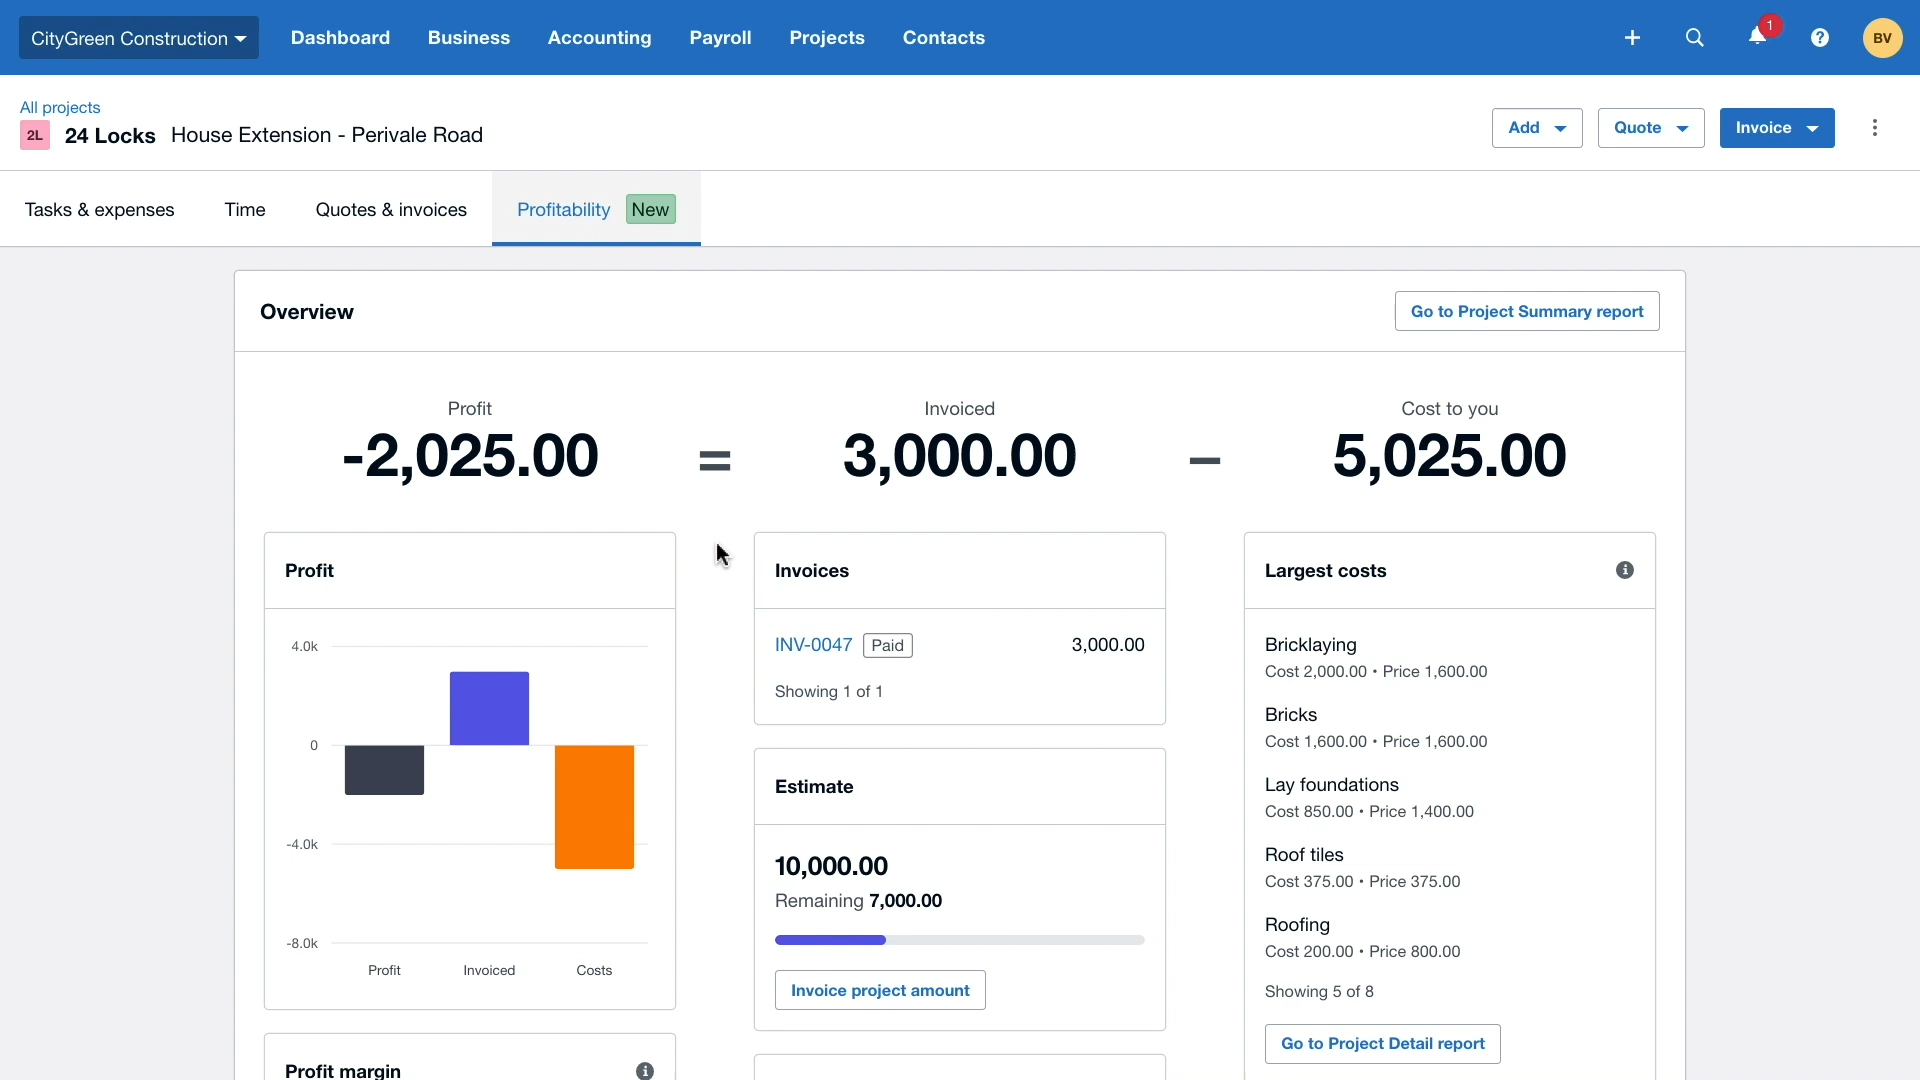 CityGreen Construction
Dashboard
Business
Accounting
Payroll
Projects
Contacts
1
?
BV
All projects
2L
24 Locks House Extension - Perivale Road
Add
Quote
Invoice
Tasks & expenses
Time
Quotes & invoices
Profitability New
Overview
Go to Project Summary report
Profit
-2,025.00
=
Invoiced
3,000.00
–
Cost to you
5,025.00
Profit
4.0k
0
-4.0k
-8.0k
Profit
Invoiced
Costs
Profit margin
i
Invoices
INV-0047 Paid 3,000.00
Showing 1 of 1
Estimate
10,000.00
Remaining 7,000.00
Invoice project amount
Largest costs
i
Bricklaying
Cost 2,000.00 • Price 1,600.00
Bricks
Cost 1,600.00 • Price 1,600.00
Lay foundations
Cost 850.00 • Price 1,400.00
Roof tiles
Cost 375.00 • Price 375.00
Roofing
Cost 200.00 • Price 800.00
Showing 5 of 8
Go to Project Detail report